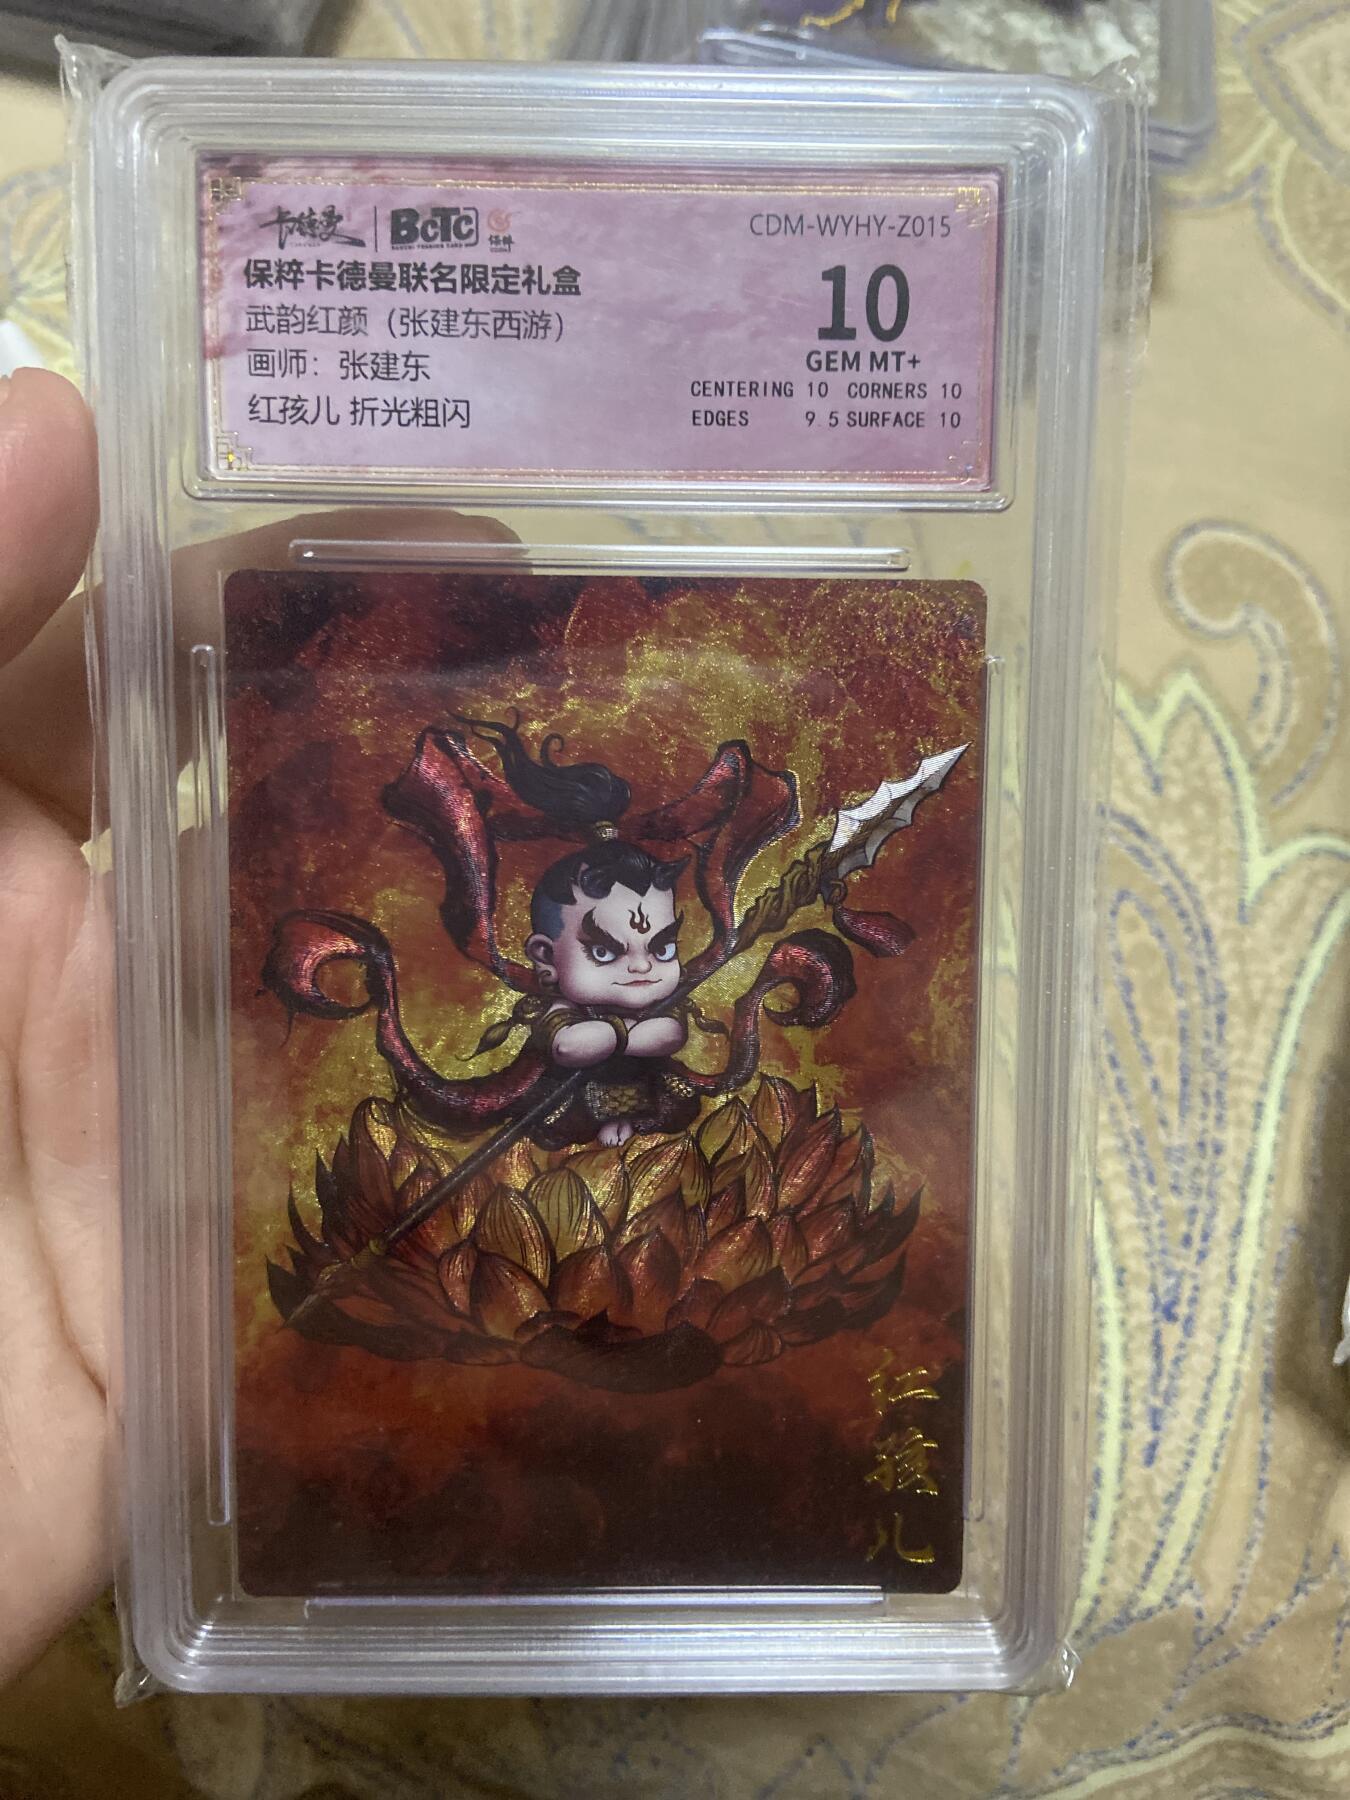 卡德曼 BCTC 保粹
CDM-WYHY-Z015
保粹卡德曼联名限定礼盒
武韵红颜（张建东西游）
画师：张建东
红孩儿 折光粗闪
10
GEM MT+
CENTERING 10 CORNERS 10
EDGES 9.5 SURFACE 10
红孩儿